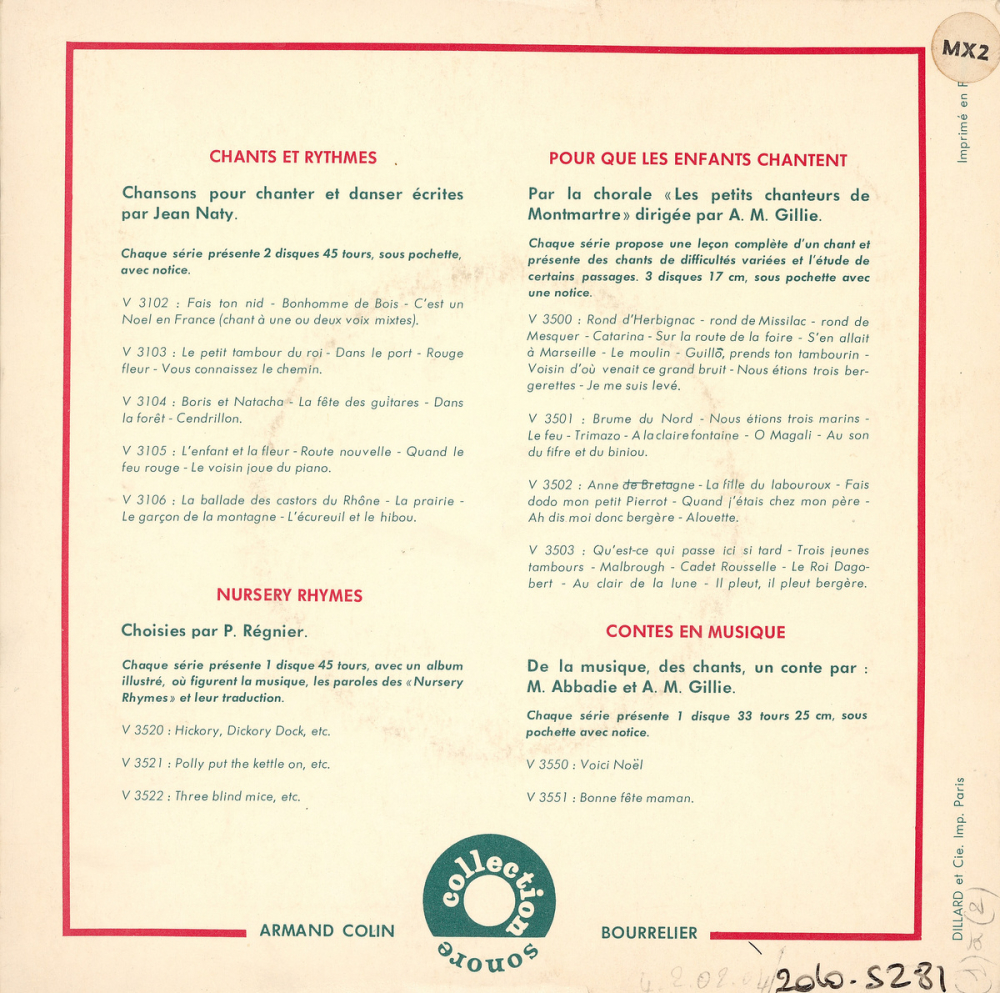 MX2
CHANTS ET RYTHMES
Chansons pour chanter et danser écrites
par Jean Naty.
Chaque série présente 2 disques 45 tours, sous pochette,
avec notice.
V 3102 : Fais ton nid - Bonhomme de Bois - C'est un
Noel en France (chant à une ou deux voix mixtes).
V 3103 : Le petit tambour du roi - Dans le port - Rouge
fleur - Vous connaissez le chemin.
V 3104 : Boris et Natacha - La fête des guitares - Dans
la forêt - Cendrillon.
V 3105 : L'enfant et la fleur - Route nouvelle - Quand le
feu rouge - Le voisin joue du piano.
V 3106 : La ballade des castors du Rhône - La prairie -
Le garçon de la montagne - L'écureuil et le hibou.
NURSERY RHYMES
Choisies par P. Régnier.
Chaque série présente 1 disque 45 tours, avec un album
illustré, où figurent la musique, les paroles des «Nursery
Rhymes» et leur traduction.
V 3520 : Hickory, Dickory Dock, etc.
V 3521 : Polly put the kettle on, etc.
V 3522 : Three blind mice, etc.
POUR QUE LES ENFANTS CHANTENT
Par la chorale «Les petits chanteurs de
Montmartre» dirigée par A. M. Gillie.
Chaque série propose une leçon complète d'un chant et
présente des chants de difficultés variées et l'étude de
certains passages. 3 disques 17 cm, sous pochette avec
une notice.
V 3500 : Rond d'Herbignac - rond de Missilac - rond de
Mesquer - Catarina - Sur la route de la foire - S'en allait
à Marseille - Le moulin - Guillõ, prends ton tambourin -
Voisin d'où venait ce grand bruit - Nous étions trois ber-
gerettes - Je me suis levé.
V 3501 : Brume du Nord - Nous étions trois marins -
Le feu - Trimazo - A la claire fontaine - O Magali - Au son
du fifre et du biniou.
V 3502 : Anne de Bretagne - La fille du labouroux - Fais
dodo mon petit Pierrot - Quand j'étais chez mon père -
Ah dis moi donc bergère - Alouette.
V 3503 : Qu'est-ce qui passe ici si tard - Trois jeunes
tambours - Malbrough - Cadet Rousselle - Le Roi Dago-
bert - Au clair de la lune - Il pleut, il pleut bergère.
CONTES EN MUSIQUE
De la musique, des chants, un conte par :
M. Abbadie et A. M. Gillie.
Chaque série présente 1 disque 33 tours 25 cm, sous
pochette avec notice.
V 3550 : Voici Noël
V 3551 : Bonne fête maman.
ARMAND COLIN
collection
sonore
BOURRELIER
Imprimé en
DILLARD et Cie. Imp. Paris
(1) à (2)
2060-S281